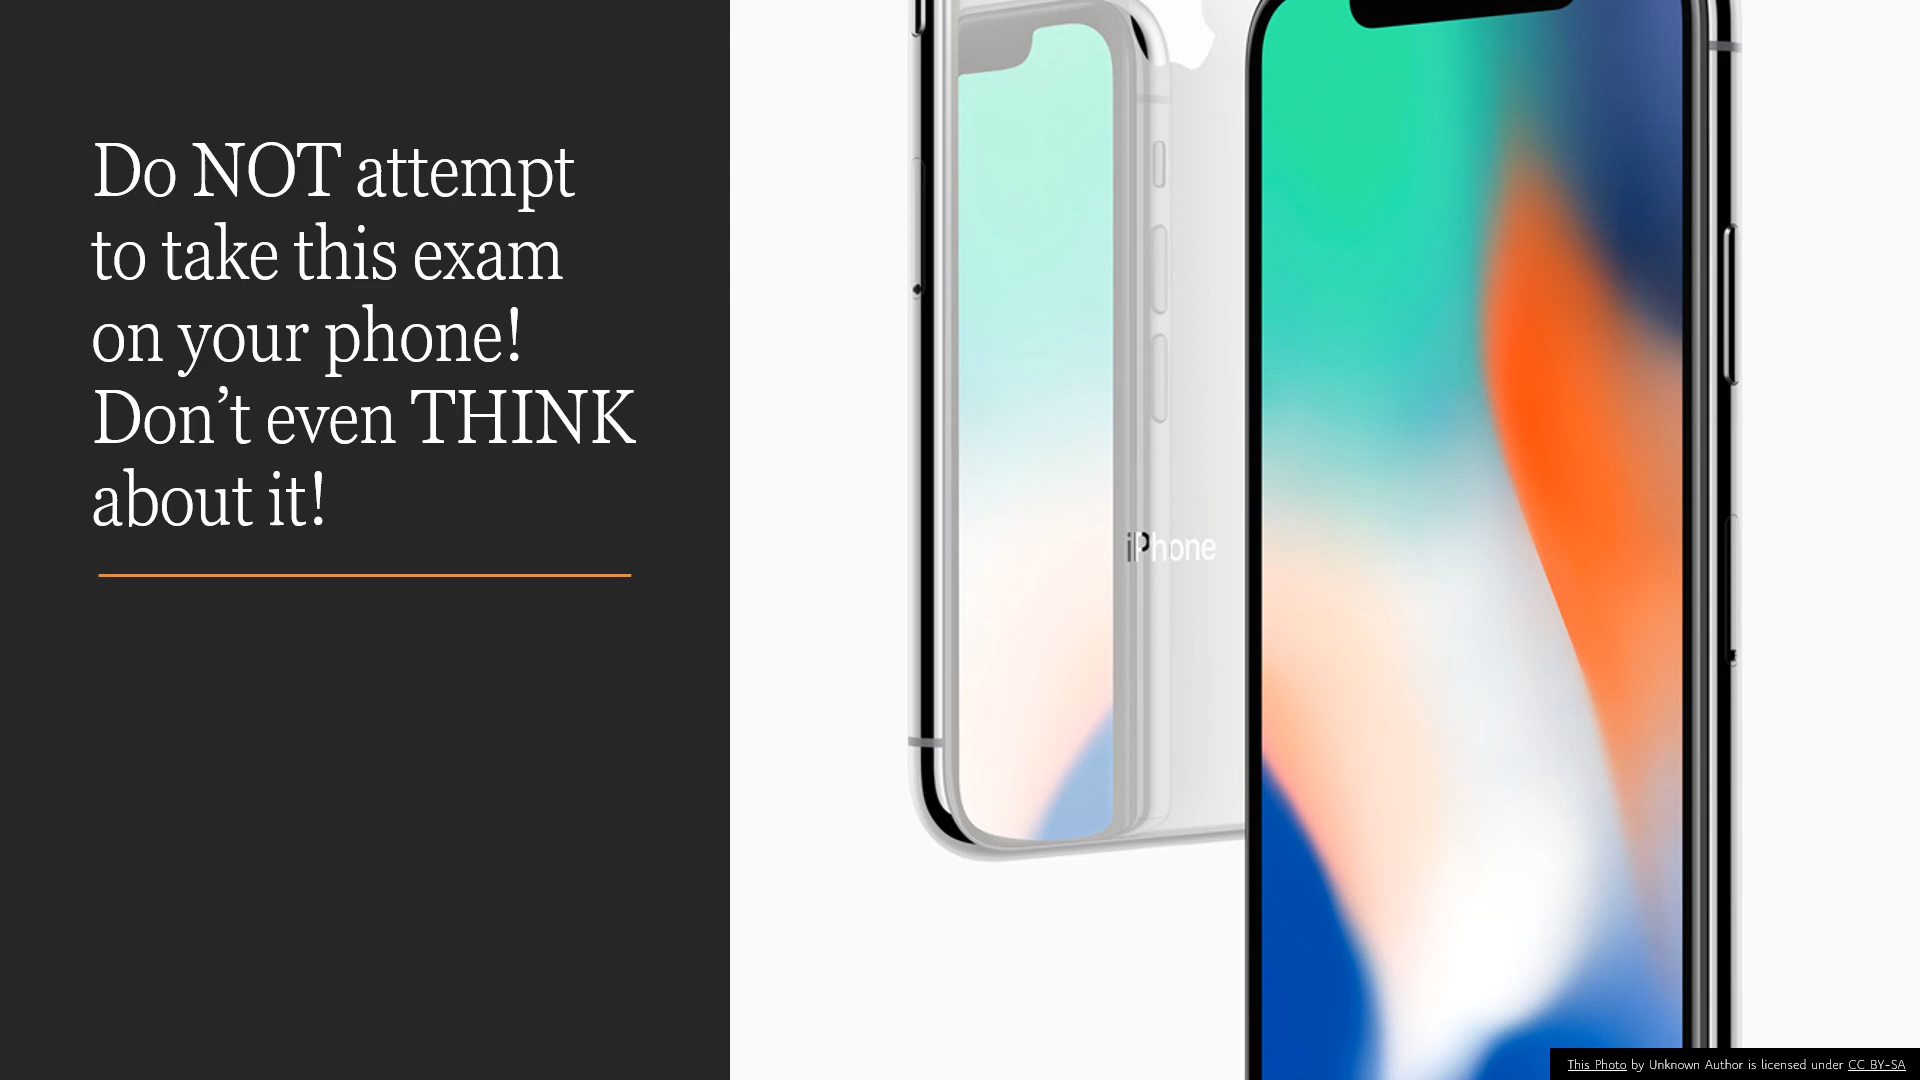 Do NOT attempt
to take this exam
on your phone!
Don’t even THINK
about it!
iPhone
This Photo by Unknown Author is licensed under CC BY-SA